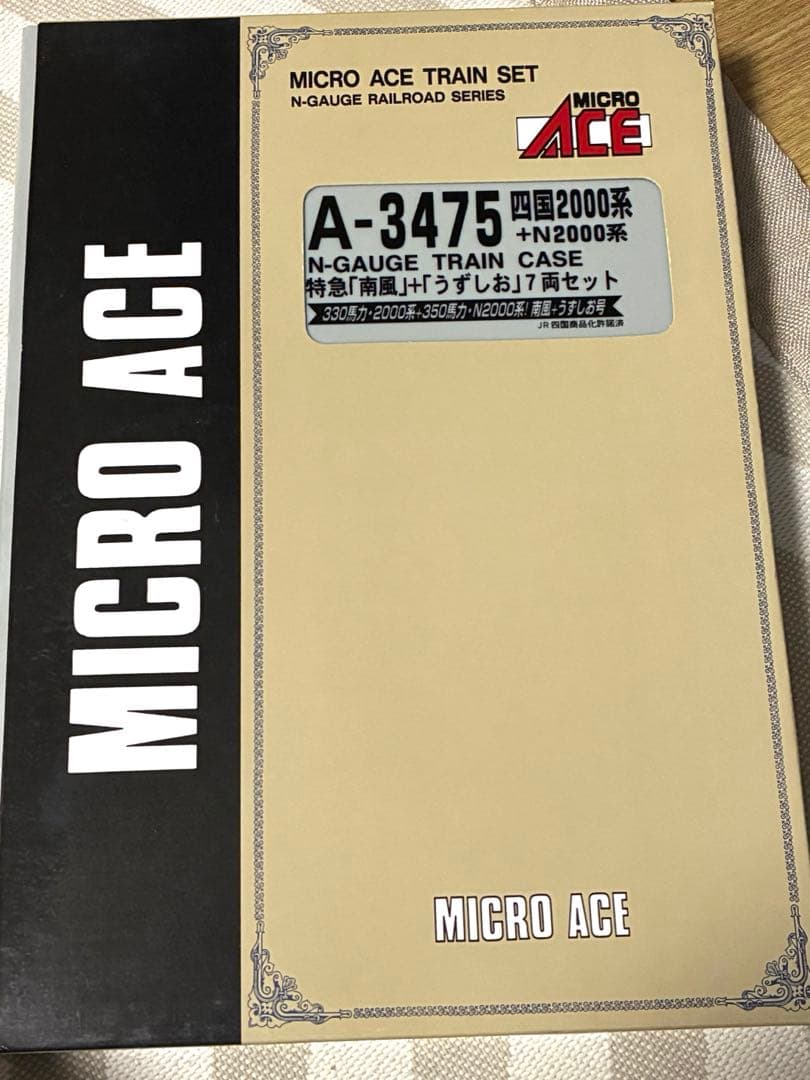 MICRO ACE TRAIN SET
N-GAUGE RAILROAD SERIES
MICRO
ACE
A-3475 四国2000系
+N2000系
N-GAUGE TRAIN CASE
特急「南風」+「うずしお」7両セット
330馬力・2000系+350馬力・N2000系! 南風+うずしお号
JR四国商品化許諾済
MICRO ACE
MICRO ACE